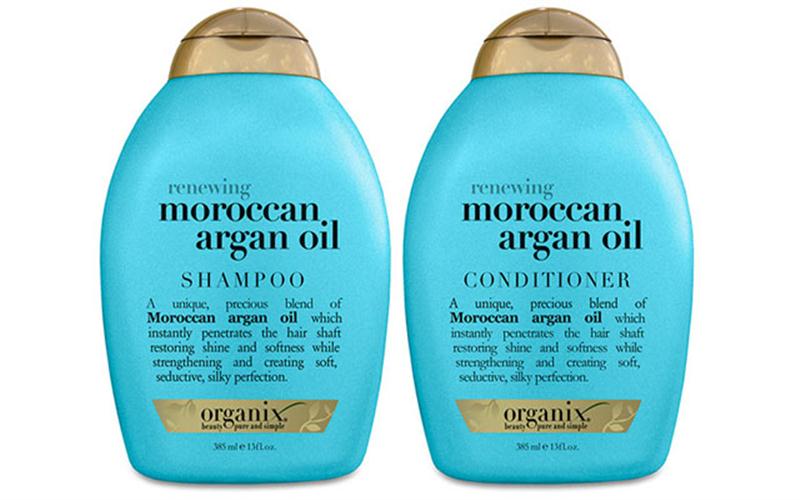 renewing
moroccan
argan oil
SHAMPOO
A unique, precious blend of
Moroccan argan oil which
instantly penetrates the hair shaft
restoring shine and softness while
strengthening and creating soft,
seductive, silky perfection.
organix®
beauty pure and simple
385 ml e 13fl.oz.
renewing
moroccan
argan oil
CONDITIONER
A unique, precious blend of
Moroccan argan oil which
instantly penetrates the hair shaft
restoring shine and softness while
strengthening and creating soft,
seductive, silky perfection.
organix®
beauty pure and simple
385 ml e 13fl.oz.